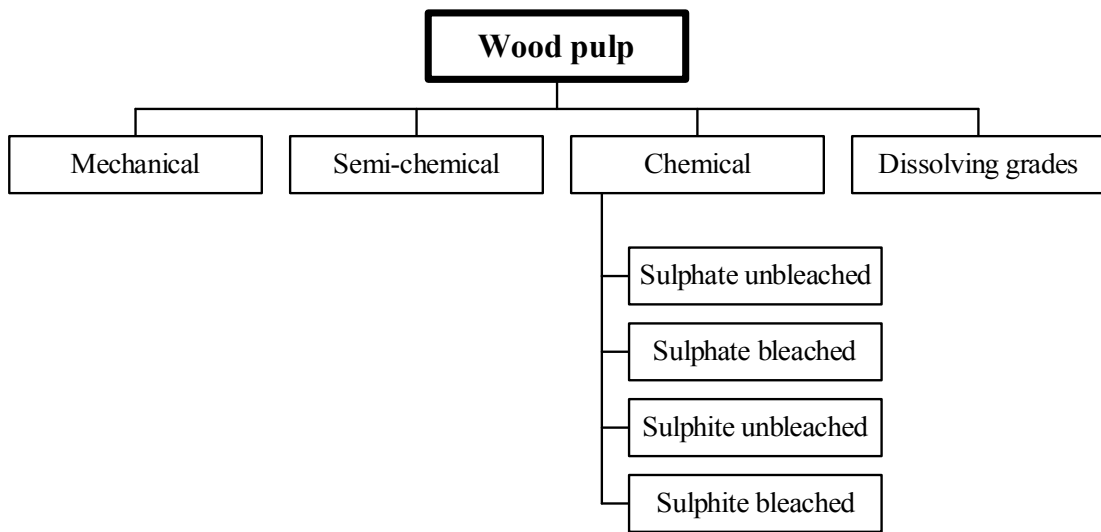 Wood pulp
Mechanical
Semi-chemical
Chemical
Dissolving grades
Sulphate unbleached
Sulphate bleached
Sulphite unbleached
Sulphite bleached